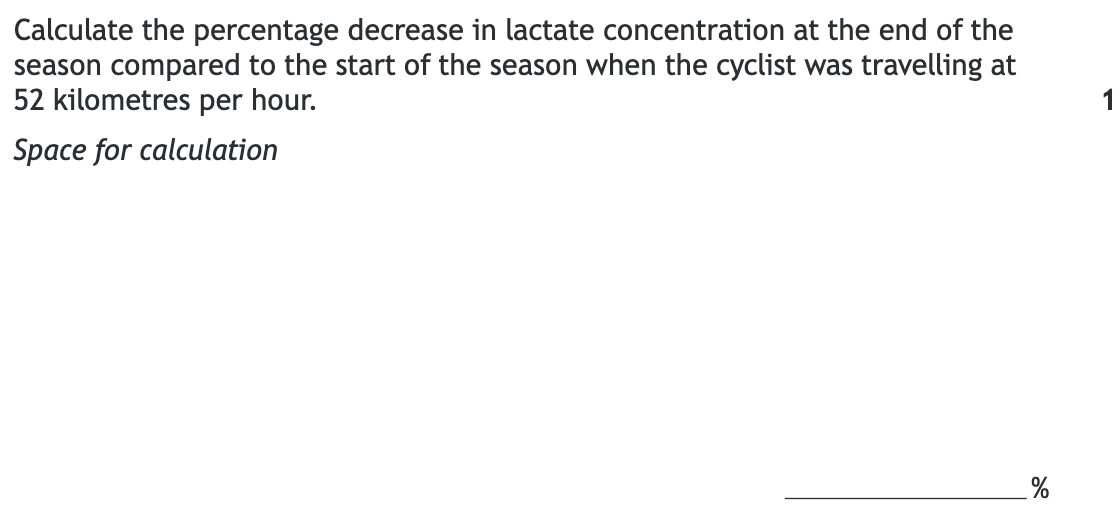 Calculate the percentage decrease in lactate concentration at the end of the
season compared to the start of the season when the cyclist was travelling at
52 kilometres per hour.
1
Space for calculation
%